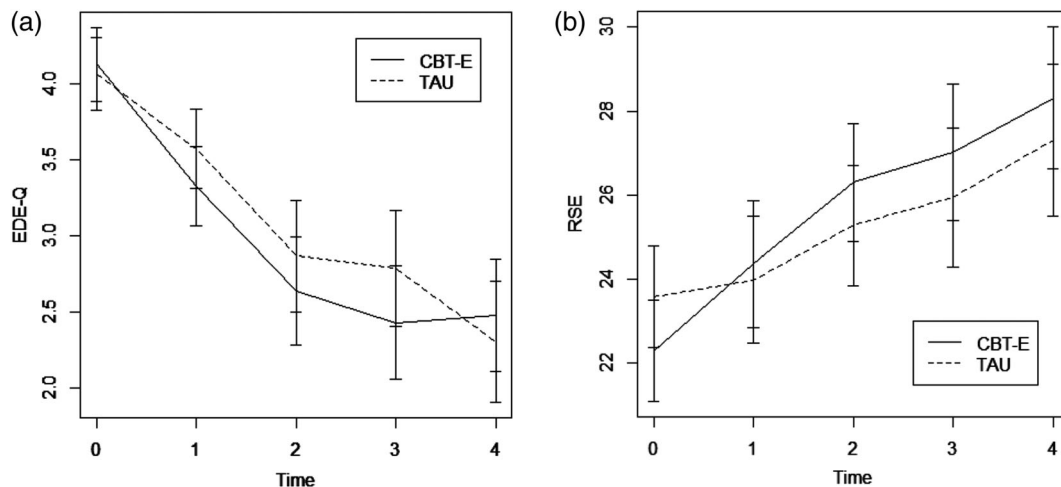 (a)
CBT-E
TAU
EDE-Q
4.0
3.5
3.0
2.5
2.0
0 1 2 3 4
Time
(b)
30
28
26
24
22
RSE
CBT-E
TAU
0 1 2 3 4
Time